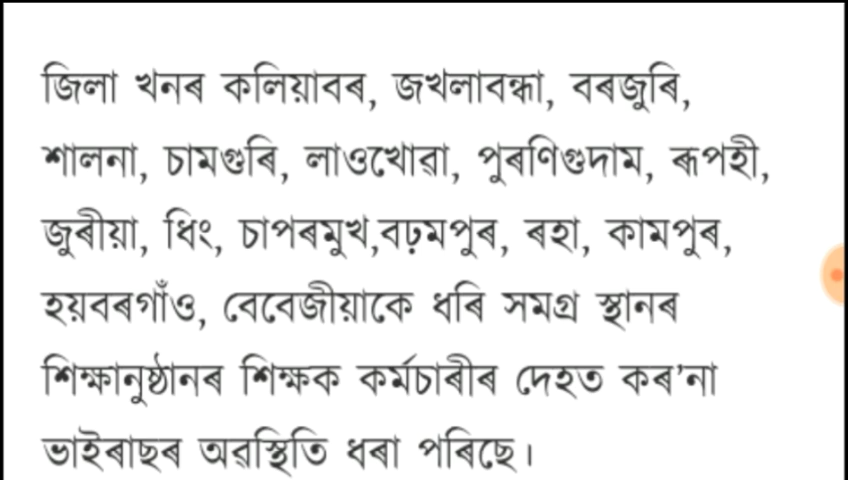 জিলা খনৰ কলিয়াবৰ, জখলাবন্ধা, বৰজুৰি,
শালনা, চামগুৰি, লাওখোৱা, পুৰণিগুদাম, ৰূপহী,
জুৰীয়া, ধিং, চাপৰমুখ,বঢ়মপুৰ, ৰহা, কামপুৰ,
হয়বৰগাঁও, বেবেজীয়াকে ধৰি সমগ্ৰ স্থানৰ
শিক্ষানুষ্ঠানৰ শিক্ষক কৰ্মচাৰীৰ দেহত কৰ’না
ভাইৰাছৰ অৱস্থিতি ধৰা পৰিছে।